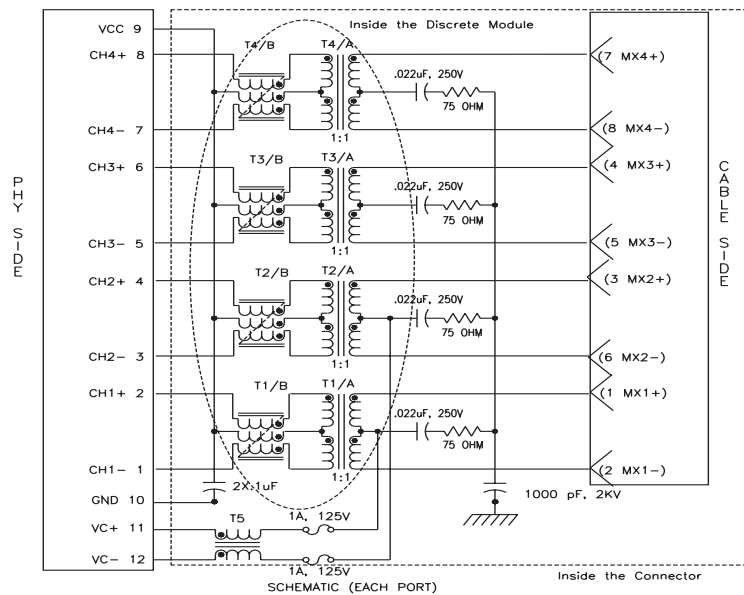 Inside the Discrete Module
VCC 9
T4/B
T4/A
CH4+ 8
(7 MX4+)
.022uF, 250V
75 OHM
CH4- 7
(8 MX4-)
1:1
T3/B
T3/A
CH3+ 6
(4 MX3+)
.022uF, 250V
75 OHM
CH3- 5
(5 MX3-)
1:1
T2/B
T2/A
CH2+ 4
(3 MX2+)
.022uF, 250V
75 OHM
CH2- 3
(6 MX2-)
1:1
T1/B
T1/A
CH1+ 2
(1 MX1+)
.022uF, 250V
75 OHM
CH1- 1
(2 MX1-)
1:1
2X.1uF
1000 pF, 2KV
GND 10
T5
1A, 125V
VC+ 11
VC- 12
1A, 125V
Inside the Connector
SCHEMATIC (EACH PORT)
PHY SIDE
CABLE SIDE